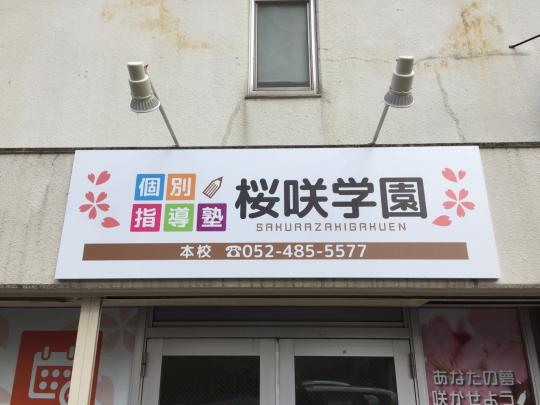 個別
指導塾
桜咲学園
SAKURAZAKIGAKUEN
本校 ☎052-485-5577
あなたの夢、
咲かせよう